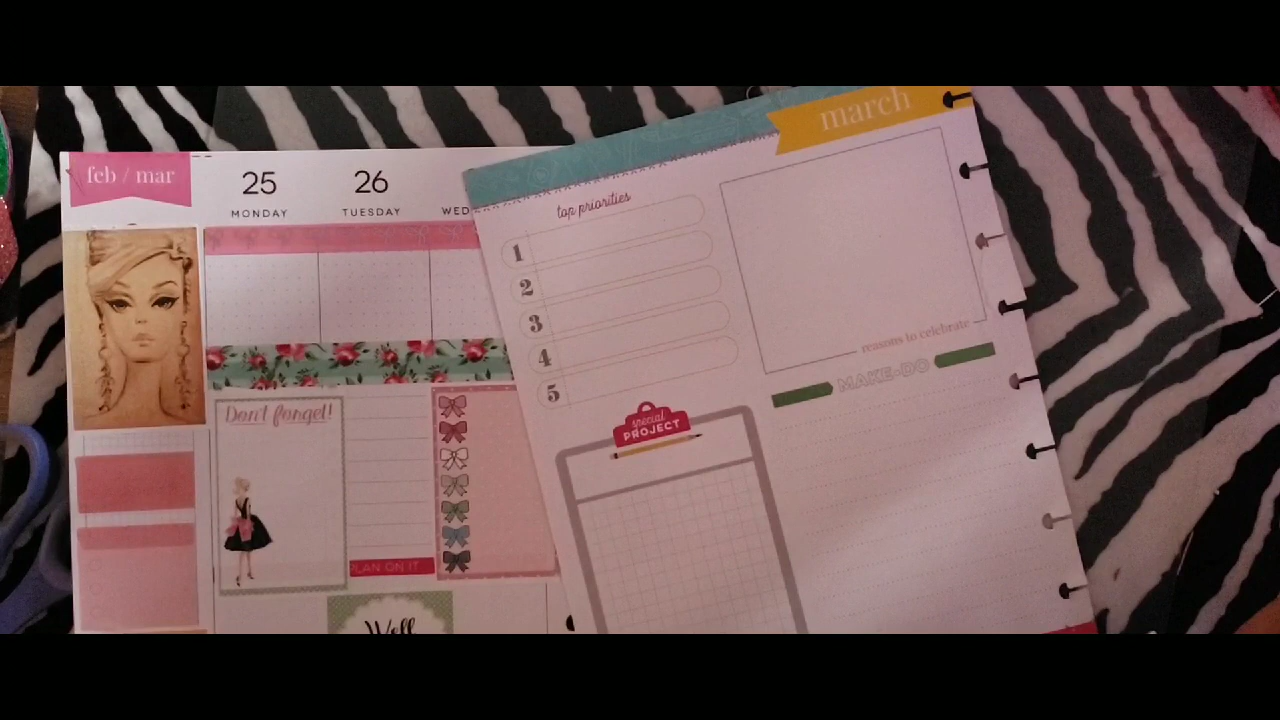 feb / mar
25
MONDAY
26
TUESDAY
WED
Don't forget!
PLAN ON IT
Well
march
top priorities
1
2
3
4
5
reasons to celebrate
MAKE+DO
special
PROJECT